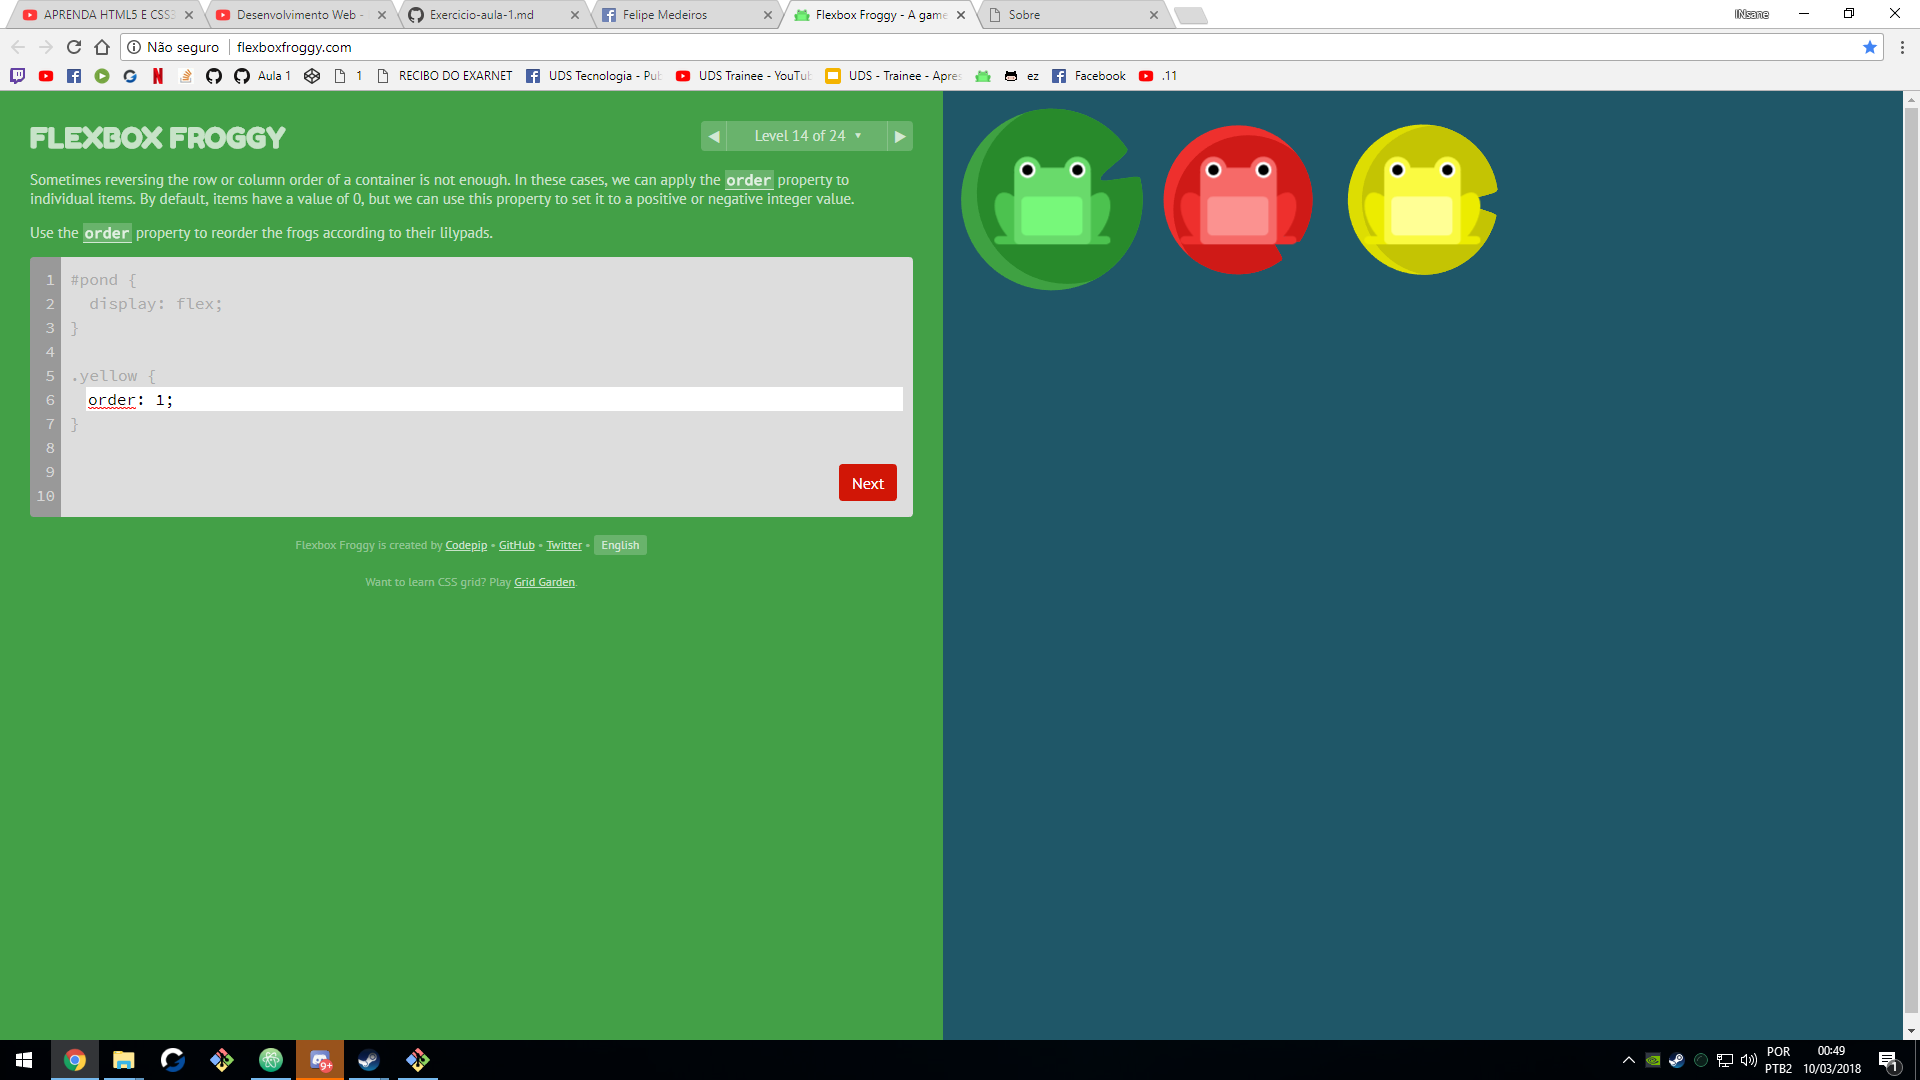 APRENDA HTML5 E CSS3
Desenvolvimento Web -
Exercicio-aula-1.md
Felipe Medeiros
Flexbox Froggy - A game
Sobre
INsane
Não seguro
flexboxfroggy.com
Aula 1
1
RECIBO DO EXARNET
UDS Tecnologia - Pub
UDS Trainee - YouTub
UDS - Trainee - Apres
ez
Facebook
.11
FLEXBOX FROGGY
◀ Level 14 of 24 ▼ ▶
Sometimes reversing the row or column order of a container is not enough. In these cases, we can apply the order property to
individual items. By default, items have a value of 0, but we can use this property to set it to a positive or negative integer value.
Use the order property to reorder the frogs according to their lilypads.
1 #pond {
2 display: flex;
3 }
4
5 .yellow {
6 order: 1;
7 }
8
9
10
Next
Flexbox Froggy is created by Codepip • GitHub • Twitter • English
Want to learn CSS grid? Play Grid Garden.
9+
POR
PTB2
00:49
10/03/2018
1